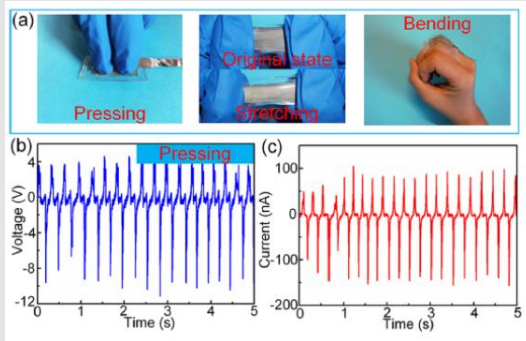 (a)
Pressing
Original state
Stretching
Bending
(b)
Pressing
Voltage (V)
4
0
-4
-8
-12
0 1 2 3 4 5
Time (s)
(c)
Current (nA)
100
0
-100
-200
0 1 2 3 4 5
Time (s)